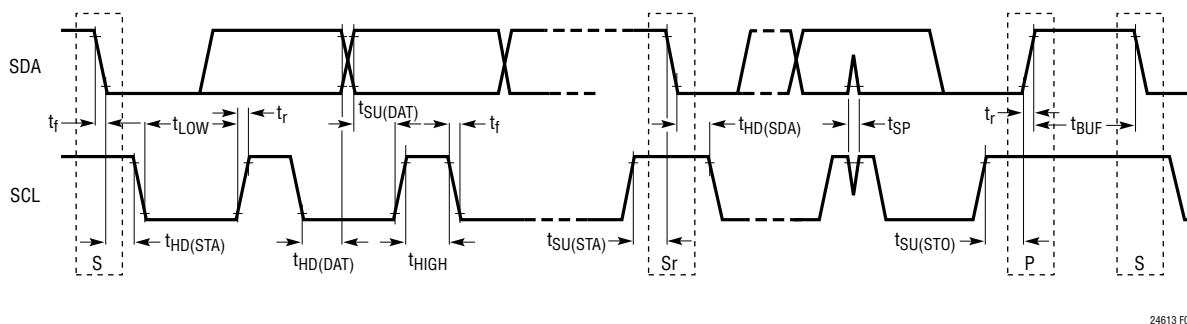 SDA
t_f
t_LOW
t_r
t_SU(DAT)
t_f
t_HD(SDA)
t_SP
t_r
t_BUF
SCL
t_HD(STA)
t_HD(DAT)
t_HIGH
t_SU(STA)
t_SU(STO)
S
Sr
P
S